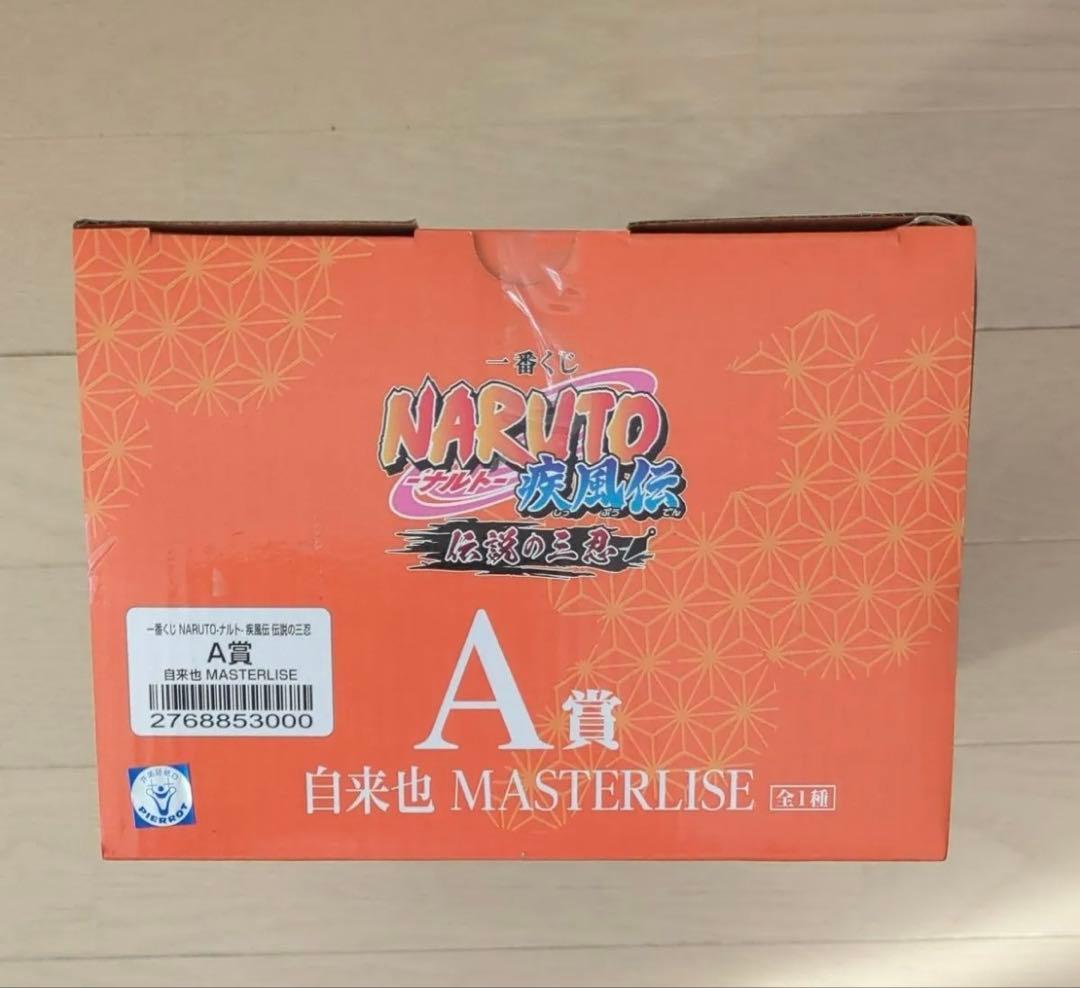 一番くじ
NARUTO
-ナルト- 疾風伝
しっ ぷう でん
伝説の三忍
一番くじ NARUTO-ナルト- 疾風伝 伝説の三忍
A賞
自来也 MASTERLISE
2768853000
A賞
自来也 MASTERLISE 全1種
PIERROT